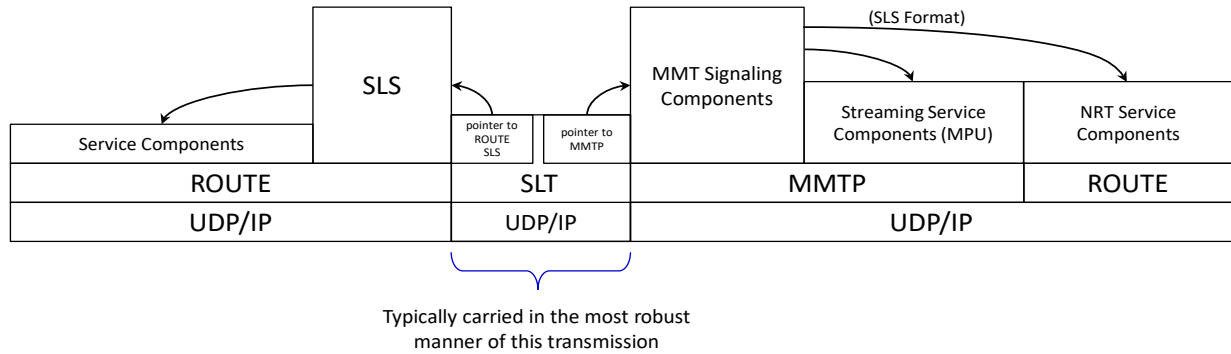 (SLS Format)
SLS
MMT Signaling
Components
Service Components
pointer to
ROUTE
SLS
pointer to
MMTP
Streaming Service
Components (MPU)
NRT Service
Components
ROUTE
SLT
MMTP
ROUTE
UDP/IP
UDP/IP
UDP/IP
Typically carried in the most robust
manner of this transmission